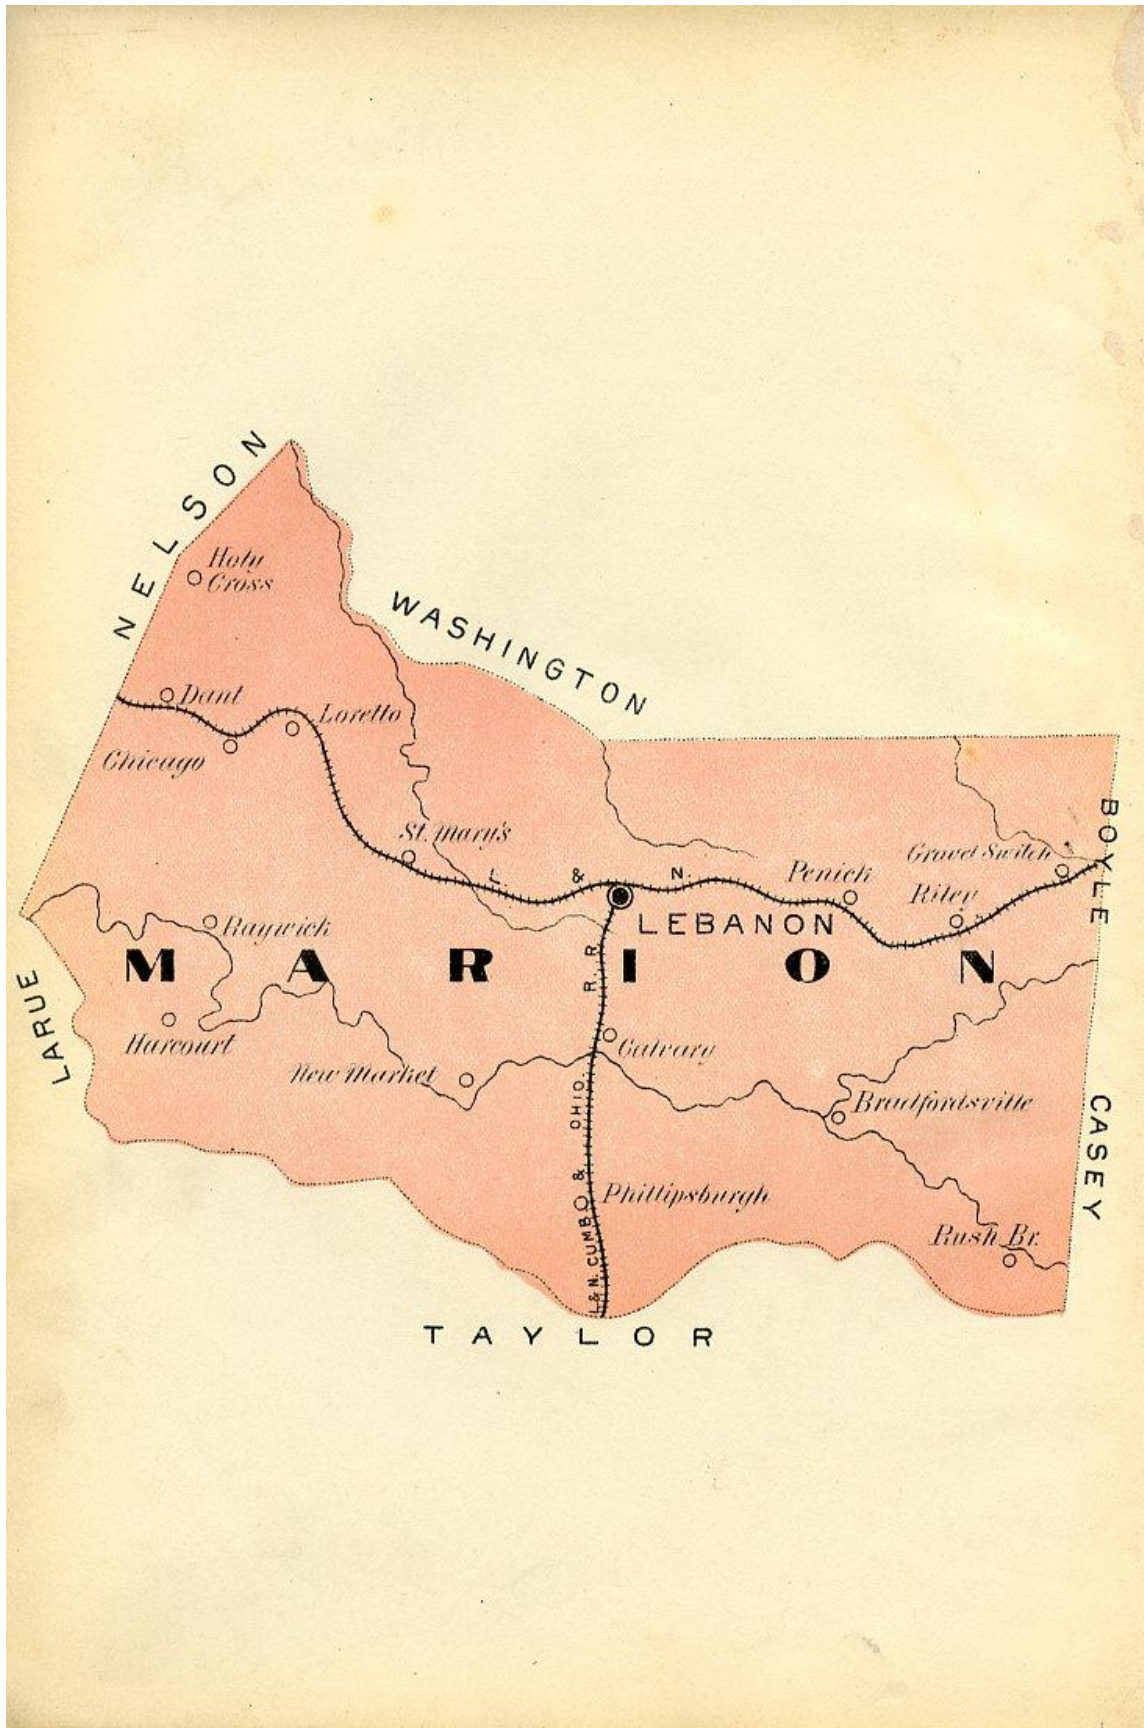 NELSON
Holy
Cross
WASHINGTON
Dant
Loretto
Chicago
St. Mary's
BOYLE
Gravel Switch
L. & N.
Penick
Riley
Raywick
LEBANON
MARION
R. R.
LARUE
Harcourt
Calvary
New Market
Bradfordsville
CASEY
L & N. CUMB'O & OHIO
Phillipsburgh
Rush Br.
TAYLOR